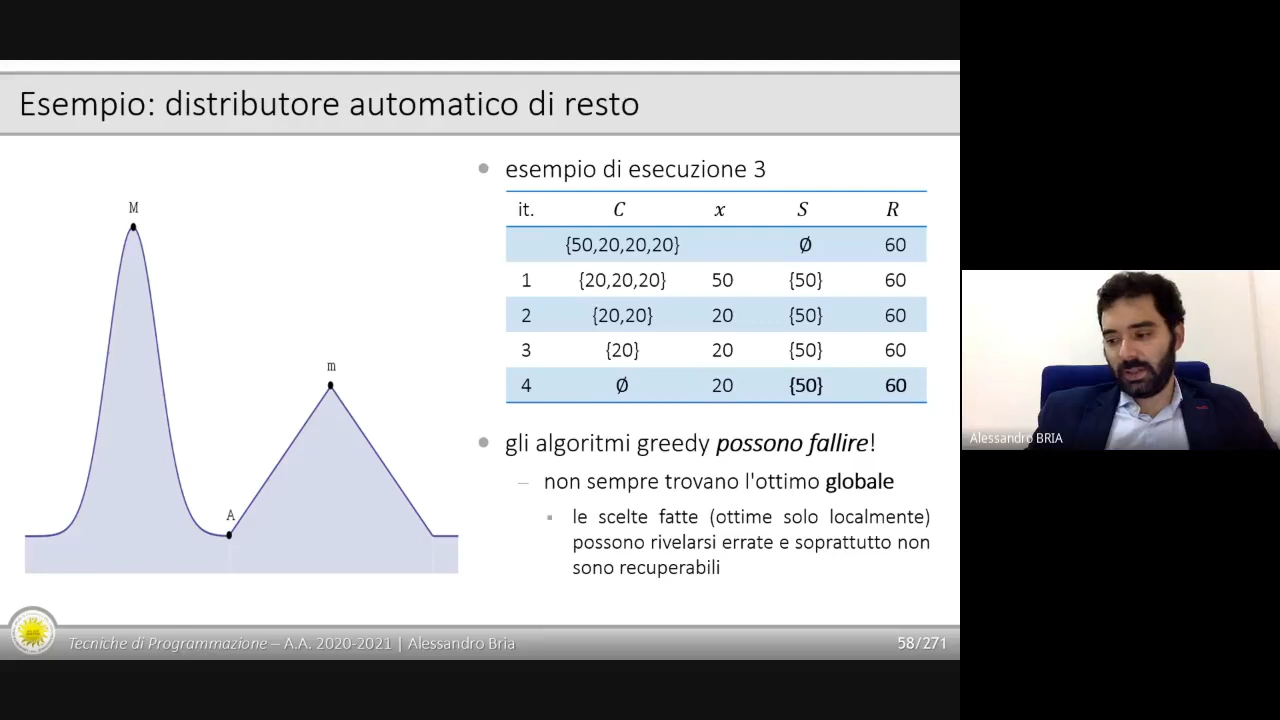 Esempio: distributore automatico di resto
M
m
A
• esempio di esecuzione 3
it. C x S R
{50,20,20,20} Ø 60
1 {20,20,20} 50 {50} 60
2 {20,20} 20 {50} 60
3 {20} 20 {50} 60
4 Ø 20 {50} 60
• gli algoritmi greedy possono fallire!
– non sempre trovano l'ottimo globale
▪ le scelte fatte (ottime solo localmente)
possono rivelarsi errate e soprattutto non
sono recuperabili
Tecniche di Programmazione – A.A. 2020-2021 | Alessandro Bria
58/271
Alessandro BRIA